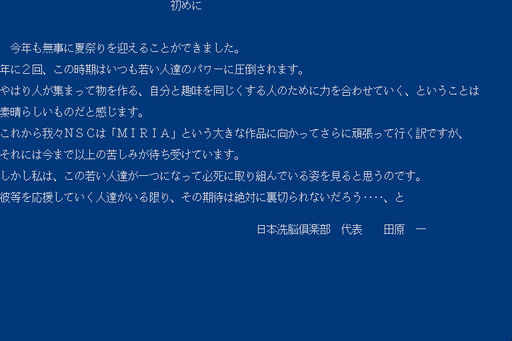 初めに
今年も無事に夏祭りを迎えることができました。
年に２回、この時期はいつも若い人達のパワーに圧倒されます。
やはり人が集まって物を作る、自分と趣味を同じくする人のために力を合わせていく、ということは
素晴らしいものだと感じます。
これから我々ＮＳＣは「ＭＩＲＩＡ」という大きな作品に向かってさらに頑張って行く訳ですが、
それには今まで以上の苦しみが待ち受けています。
しかし私は、この若い人達が一つになって必死に取り組んでいる姿を見ると思うのです。
彼等を応援していく人達がいる限り、その期待は絶対に裏切られないだろう‥‥、と
日本洗脳倶楽部　代表　　田原　一